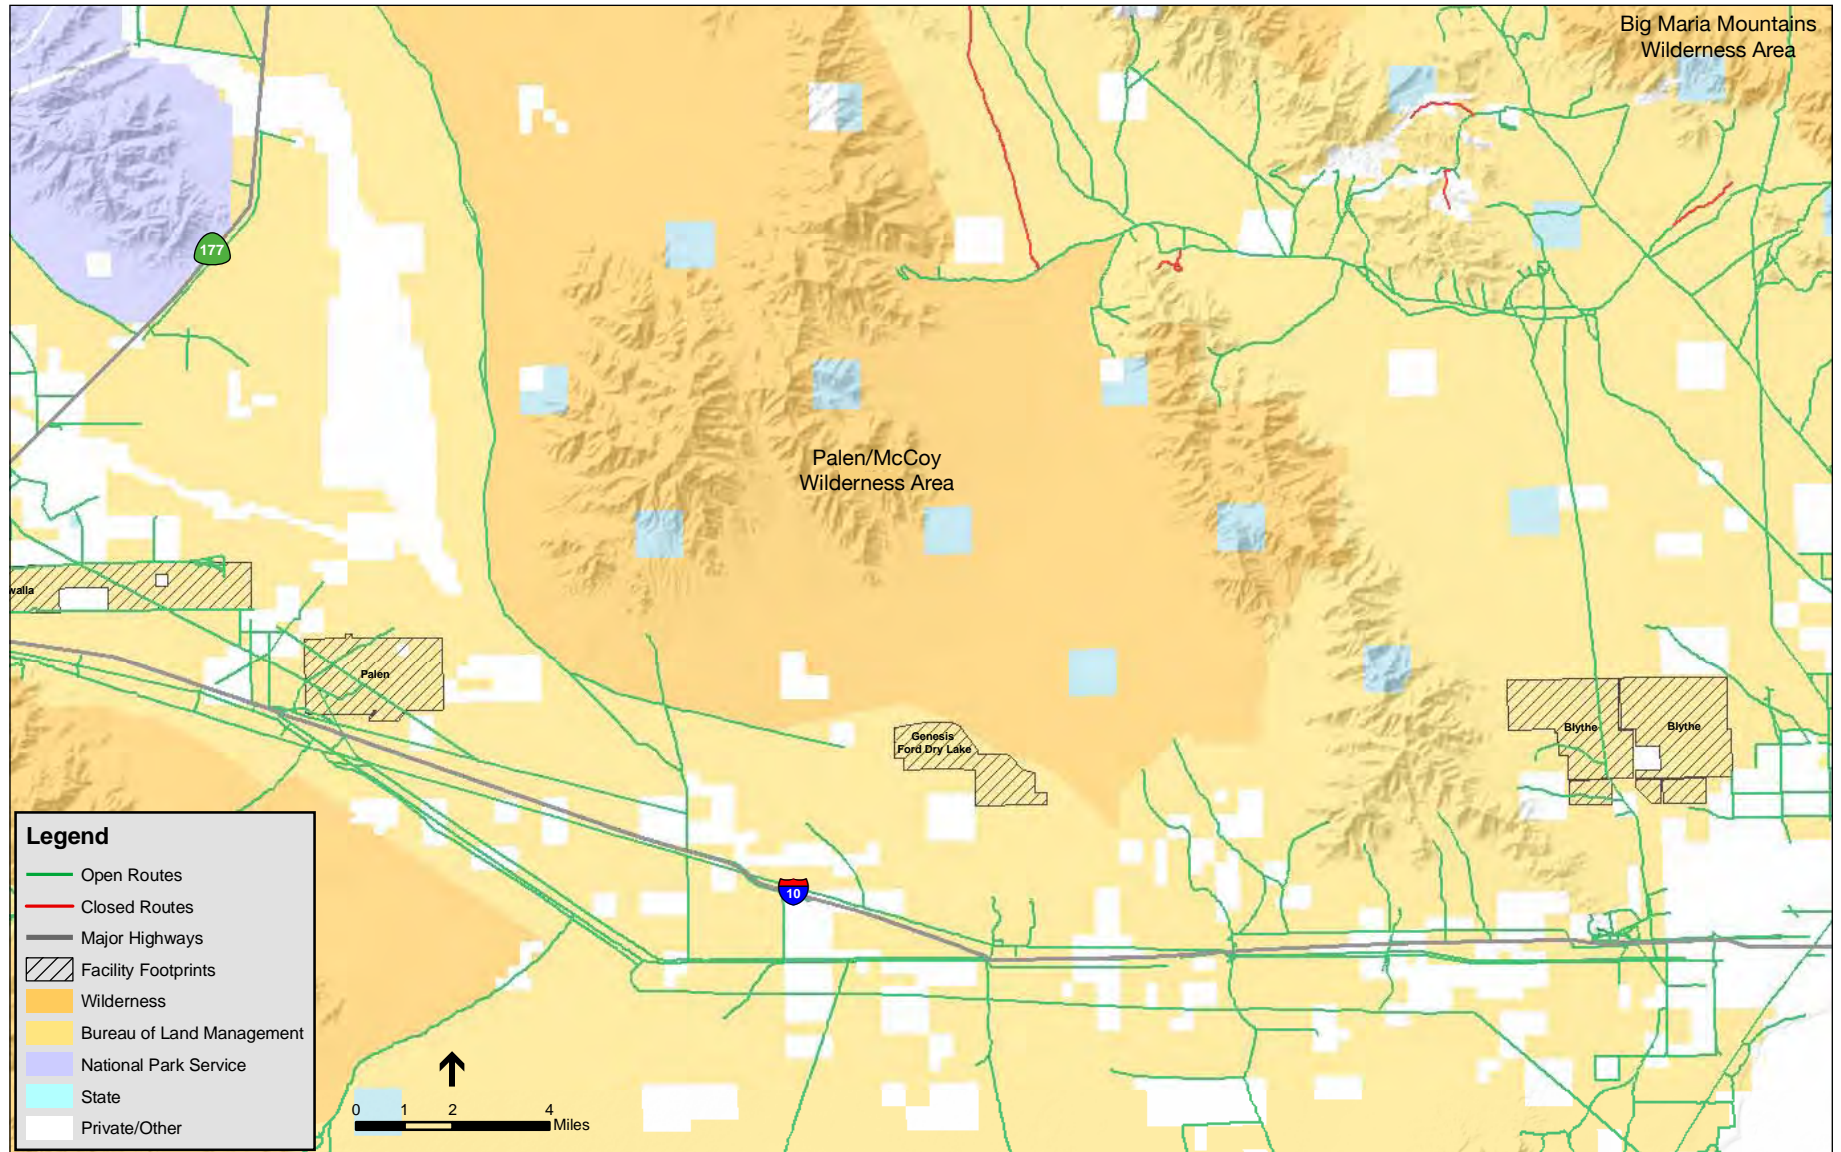 Big Maria Mountains
Wilderness Area
177
Palen/McCoy
Wilderness Area
valla
Palen
Genesis
Ford Dry Lake
Blythe
Blythe
10
Legend
Open Routes
Closed Routes
Major Highways
Facility Footprints
Wilderness
Bureau of Land Management
National Park Service
State
Private/Other
0 1 2 4
Miles